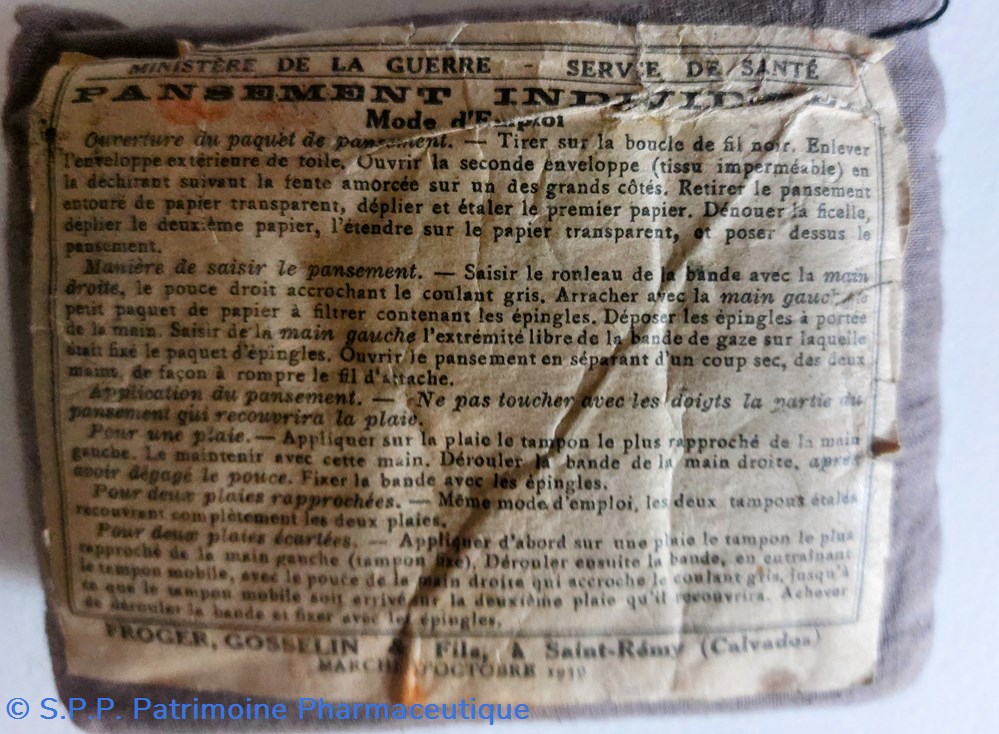 MINISTÈRE DE LA GUERRE - SERVICE DE SANTÉ
PANSEMENT INDIVIDUEL
Mode d'Emploi
Ouverture du paquet de pansement. — Tirer sur la boucle de fil noir. Enlever
l'enveloppe extérieure de toile. Ouvrir la seconde enveloppe (tissu imperméable) en
la déchirant suivant la fente amorcée sur un des grands côtés. Retirer le pansement
entouré de papier transparent, déplier et étaler le premier papier. Dénouer la ficelle,
déplier le deuxième papier, l'étendre sur le papier transparent, et poser dessus le
pansement.
Manière de saisir le pansement. — Saisir le rouleau de la bande avec la main
droite, le pouce droit accrochant le coulant gris. Arracher avec la main gauche le
petit paquet de papier à filtrer contenant les épingles. Déposer les épingles à portée
de la main. Saisir de la main gauche l'extrémité libre de la bande de gaze sur laquelle
était fixé le paquet d'épingles. Ouvrir le pansement en séparant d'un coup sec, des deux
mains, de façon à rompre le fil d'attache.
Application du pansement. — Ne pas toucher avec les doigts la partie du
pansement qui recouvrira la plaie.
Pour une plaie. — Appliquer sur la plaie le tampon le plus rapproché de la main
gauche. Le maintenir avec cette main. Dérouler la bande de la main droite, après
avoir dégagé le pouce. Fixer la bande avec les épingles.
Pour deux plaies rapprochées. — Même mode d'emploi, les deux tampons étalés
recouvrant complètement les deux plaies.
Pour deux plaies écartées. — Appliquer d'abord sur une plaie le tampon le plus
rapproché de la main gauche (tampon fixe), Dérouler ensuite la bande, en entraînant
le tampon mobile, avec le pouce de la main droite qui accroche le coulant gris, jusqu'à
ce que le tampon mobile soit arrivé sur la deuxième plaie qu'il recouvrira. Achever
de dérouler la bande et fixer avec les épingles.
FROGER, GOSSELIN & Fils, à Saint-Rémy (Calvados)
MARCHÉ D'OCTOBRE
© S.P.P. Patrimoine Pharmaceutique